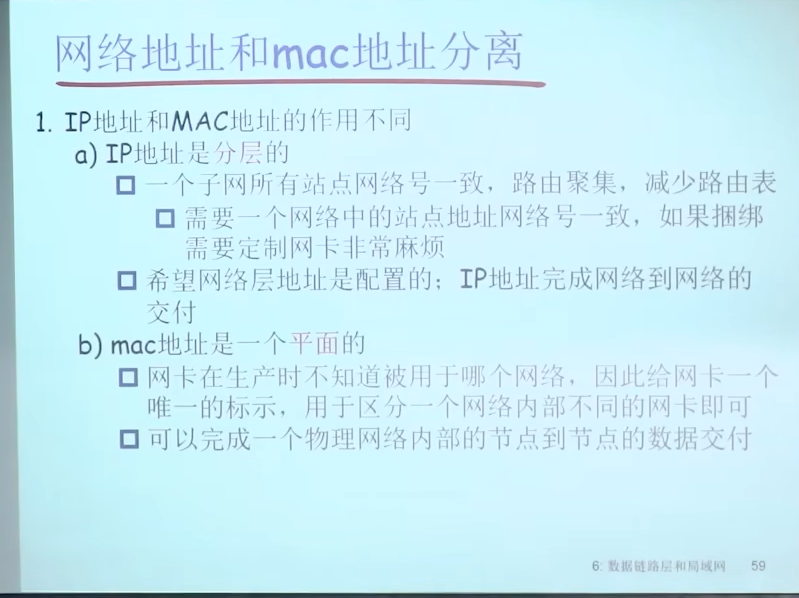 网络地址和mac地址分离
1. IP地址和MAC地址的作用不同
a) IP地址是分层的
一个子网所有站点网络号一致，路由聚集，减少路由表
需要一个网络中的站点地址网络号一致，如果捆绑
需要定制网卡非常麻烦
希望网络层地址是配置的；IP地址完成网络到网络的
交付
b) mac地址是一个平面的
网卡在生产时不知道被用于哪个网络，因此给网卡一个
唯一的标示，用于区分一个网络内部不同的网卡即可
可以完成一个物理网络内部的节点到节点的数据交付
6: 数据链路层和局域网 59